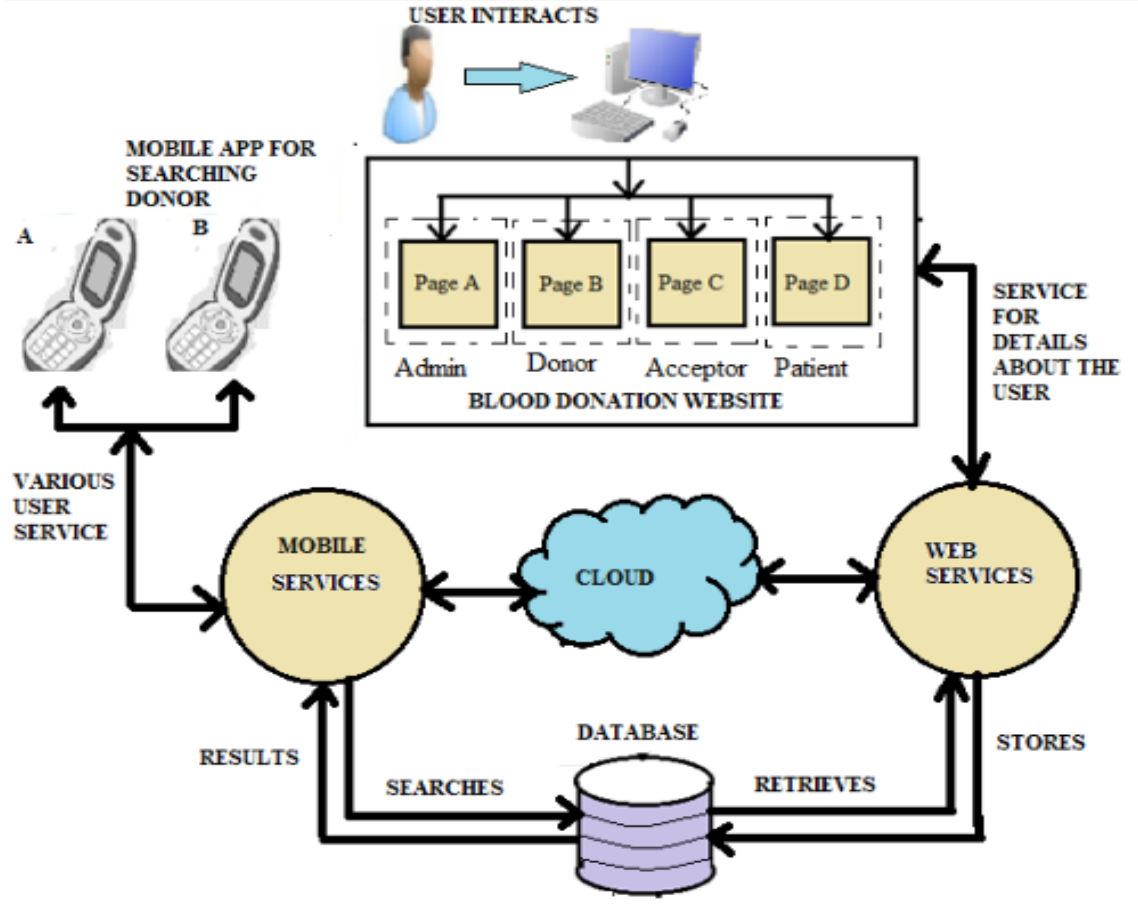 USER INTERACTS
MOBILE APP FOR
SEARCHING
DONOR
A
B
Page A
Page B
Page C
Page D
Admin
Donor
Acceptor
Patient
BLOOD DONATION WEBSITE
SERVICE
FOR
DETAILS
ABOUT THE
USER
VARIOUS
USER
SERVICE
MOBILE
SERVICES
CLOUD
WEB
SERVICES
RESULTS
SEARCHES
DATABASE
RETRIEVES
STORES